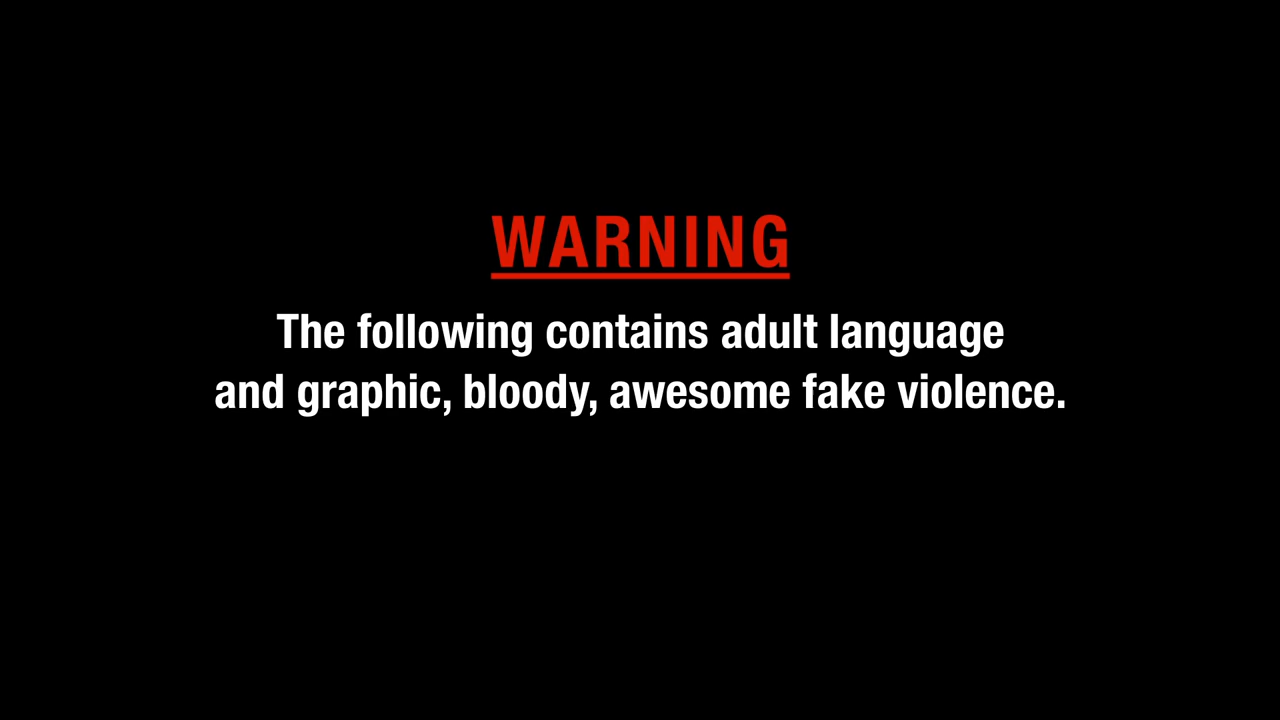 WARNING
The following contains adult language
and graphic, bloody, awesome fake violence.